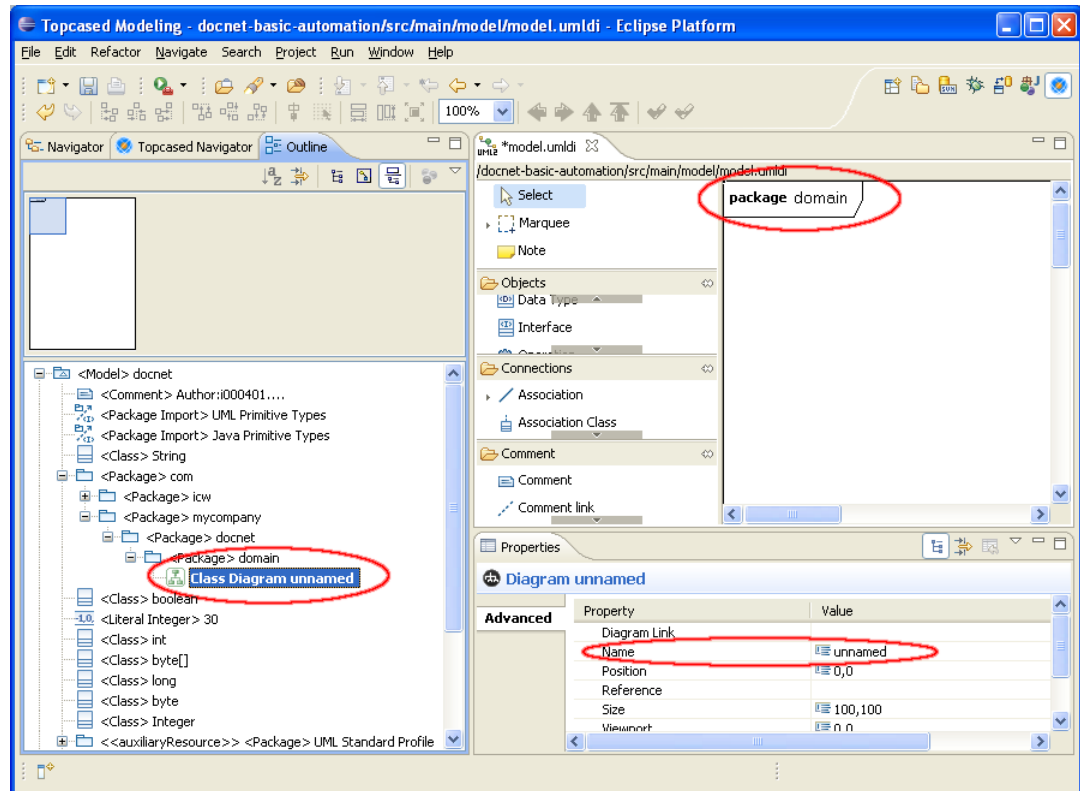 Topcased Modeling - docnet-basic-automation/src/main/model/model.umldi - Eclipse Platform
File Edit Refactor Navigate Search Project Run Window Help
100%
Navigator Topcased Navigator Outline
*model.umldi
/docnet-basic-automation/src/main/model/model.umldi
Select
Marquee
Note
Objects
Data Type
Interface
Connections
Association
Association Class
Comment
Comment
Comment link
package domain
<Model> docnet
<Comment> Author:i000401....
<Package Import> UML Primitive Types
<Package Import> Java Primitive Types
<Class> String
<Package> com
<Package> icw
<Package> mycompany
<Package> docnet
<Package> domain
Class Diagram unnamed
<Class> boolean
<Literal Integer> 30
<Class> int
<Class> byte[]
<Class> long
<Class> byte
<Class> Integer
<<auxiliaryResource>> <Package> UML Standard Profile
Properties
Diagram unnamed
Advanced
Property Value
Diagram Link
Name unnamed
Position 0,0
Reference
Size 100,100
Viewport 0,0